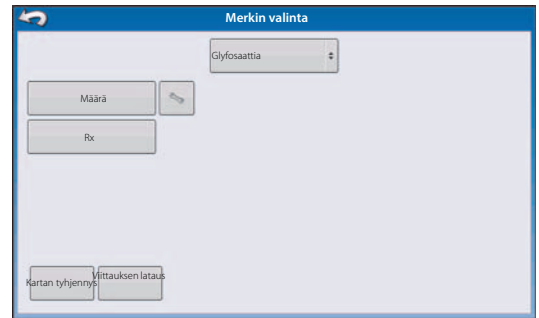 Merkin valinta
Glyfosaattia
Määrä
Rx
Kartan tyhjennys
Viittauksen lataus